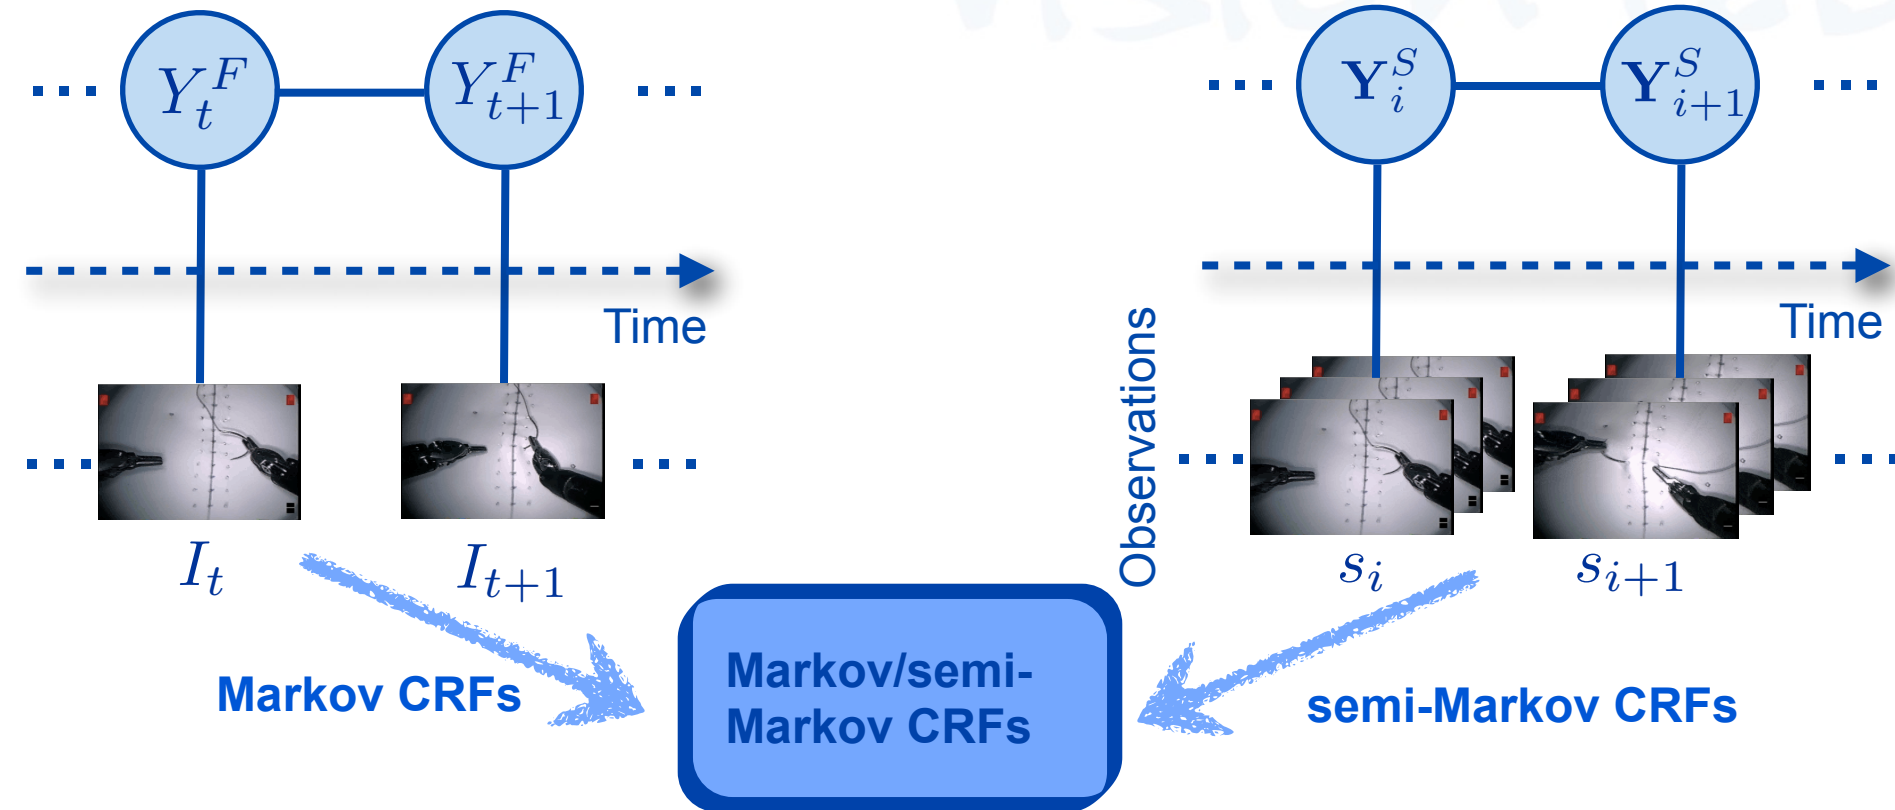 Y_t^F
Y_{t+1}^F
Time
I_t
I_{t+1}
Markov CRFs
Markov/semi-
Markov CRFs
Y_i^S
Y_{i+1}^S
Time
Observations
s_i
s_{i+1}
semi-Markov CRFs